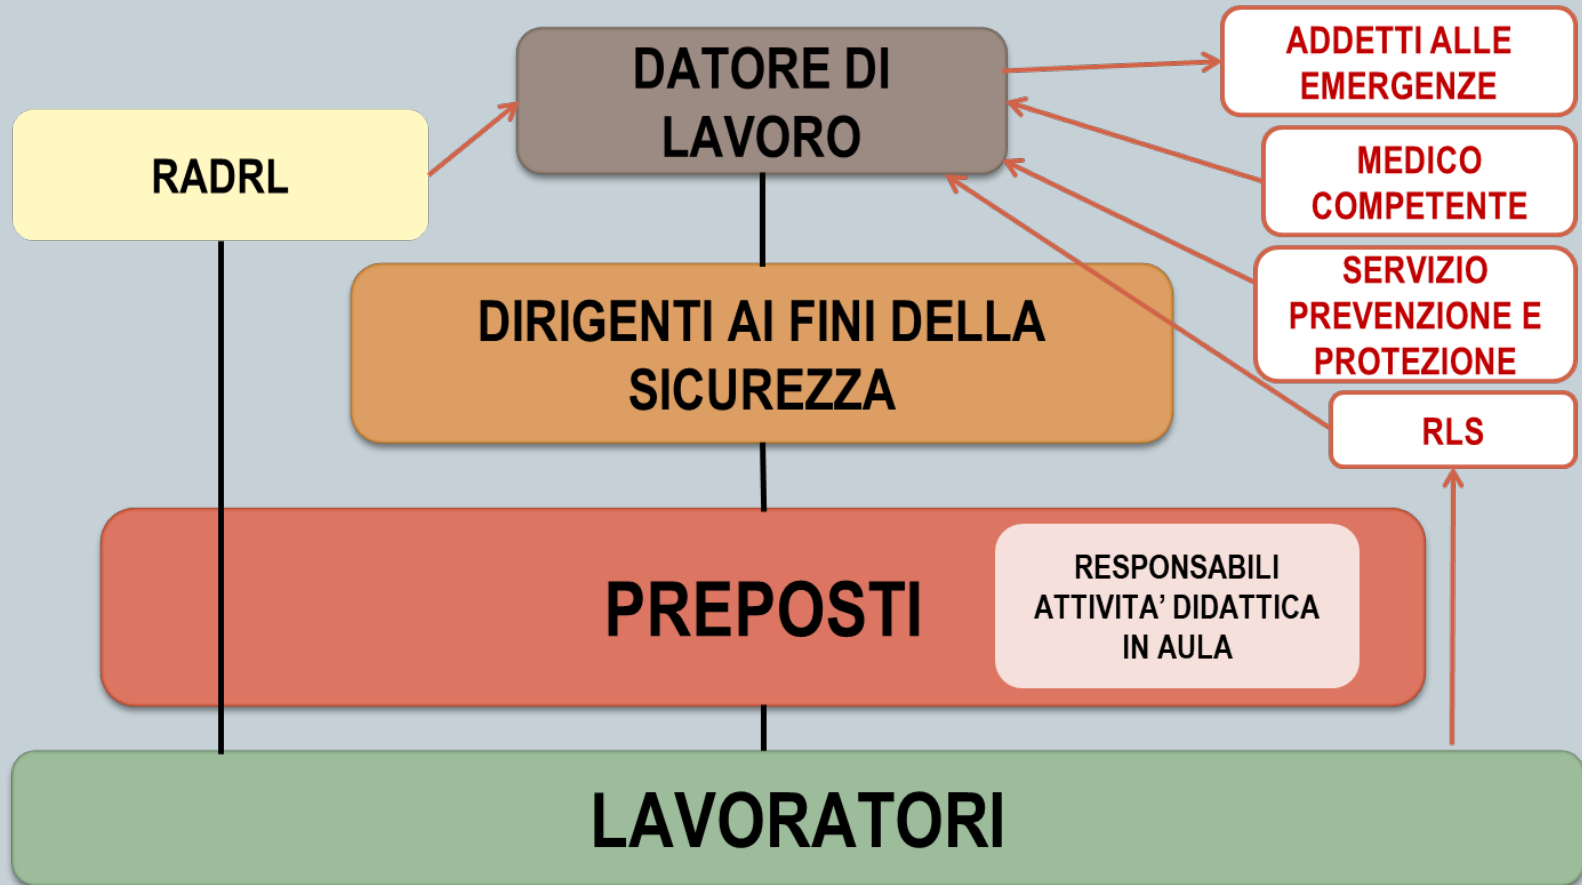 DATORE DI
LAVORO
ADDETTI ALLE
EMERGENZE
RADRL
MEDICO
COMPETENTE
SERVIZIO
PREVENZIONE E
PROTEZIONE
DIRIGENTI AI FINI DELLA
SICUREZZA
RLS
PREPOSTI
RESPONSABILI
ATTIVITA’ DIDATTICA
IN AULA
LAVORATORI